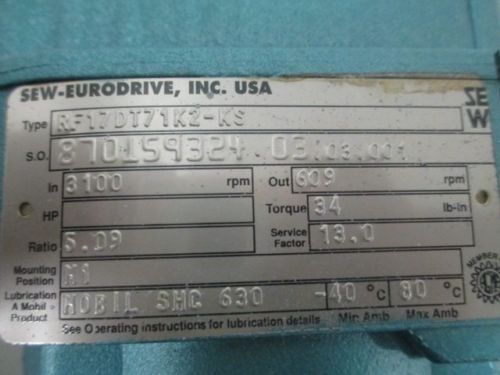 SEW-EURODRIVE, INC. USA
SEW
Type RF17DT71K2-KS
S.O. 870159324.03.03.001
In 3100 rpm Out 609 rpm
HP Torque 34 lb-in
Ratio 5.09 Service Factor 13.0
Mounting Position M1
Lubrication A Mobil Product MOBIL SHC 630 -40 °c 80 °c
See Operating instructions for lubrication details Min Amb Max Amb
MEMBER